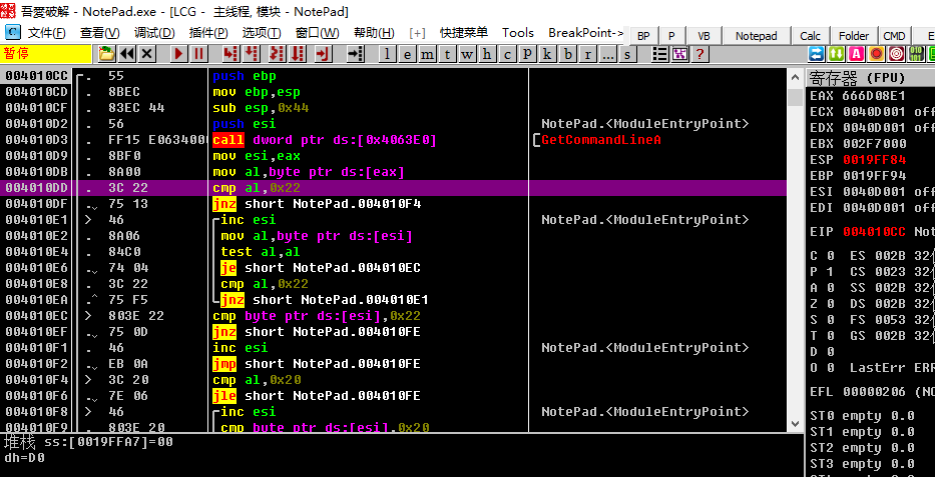 吾爱破解 - NotePad.exe - [LCG - 主线程, 模块 - NotePad]
C 文件(F) 查看(V) 调试(D) 插件(P) 选项(T) 窗口(W) 帮助(H) [+] 快捷菜单 Tools BreakPoint-> BP P VB Notepad Calc Folder CMD E
暂停 l e m t w h c p k b r ... s
004010CC . 55 push ebp
004010CD . 8BEC mov ebp,esp
004010CF . 83EC 44 sub esp,0x44
004010D2 . 56 push esi NotePad.<ModuleEntryPoint>
004010D3 . FF15 E0634000 call dword ptr ds:[0x4063E0] GetCommandLineA
004010D9 . 8BF0 mov esi,eax
004010DB . 8A00 mov al,byte ptr ds:[eax]
004010DD . 3C 22 cmp al,0x22
004010DF . 75 13 jnz short NotePad.004010F4
004010E1 > 46 inc esi NotePad.<ModuleEntryPoint>
004010E2 . 8A06 mov al,byte ptr ds:[esi]
004010E4 . 84C0 test al,al
004010E6 . 74 04 je short NotePad.004010EC
004010E8 . 3C 22 cmp al,0x22
004010EA .^ 75 F5 jnz short NotePad.004010E1
004010EC > 803E 22 cmp byte ptr ds:[esi],0x22
004010EF . 75 0D jnz short NotePad.004010FE
004010F1 . 46 inc esi NotePad.<ModuleEntryPoint>
004010F2 . EB 0A jmp short NotePad.004010FE
004010F4 > 3C 20 cmp al,0x20
004010F6 . 7E 06 jle short NotePad.004010FE
004010F8 > 46 inc esi NotePad.<ModuleEntryPoint>
004010F9 . 803E 20 cmp byte ptr ds:[esi],0x20
堆栈 ss:[0019FFA7]=00
dh=D0
寄存器 (FPU)
EAX 666D08E1
ECX 0040D001 off
EDX 0040D001 off
EBX 002F7000
ESP 0019FF84
EBP 0019FF94
ESI 0040D001 off
EDI 0040D001 off
EIP 004010CC Not
C 0 ES 002B 32
P 1 CS 0023 32
A 0 SS 002B 32
Z 0 DS 002B 32
S 0 FS 0053 32
T 0 GS 002B 32
D 0
O 0 LastErr ERR
EFL 00000206 (NO
ST0 empty 0.0
ST1 empty 0.0
ST2 empty 0.0
ST3 empty 0.0